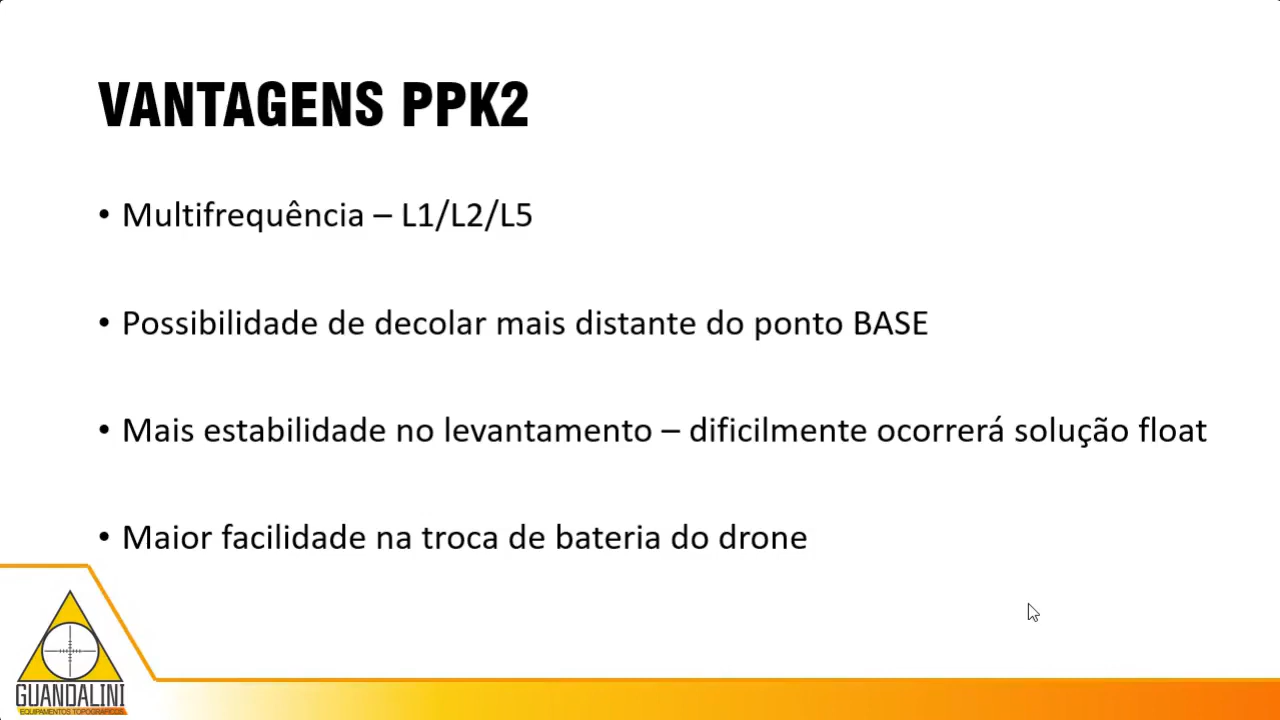 VANTAGENS PPK2
• Multifrequência – L1/L2/L5
• Possibilidade de decolar mais distante do ponto BASE
• Mais estabilidade no levantamento – dificilmente ocorrerá solução float
• Maior facilidade na troca de bateria do drone
GUANDALINI
EQUIPAMENTOS TOPOGRÁFICOS